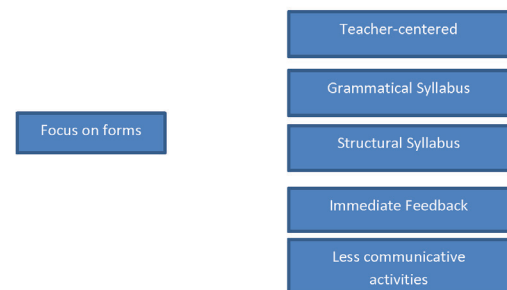 Focus on forms
Teacher-centered
Grammatical Syllabus
Structural Syllabus
Immediate Feedback
Less communicative
activities